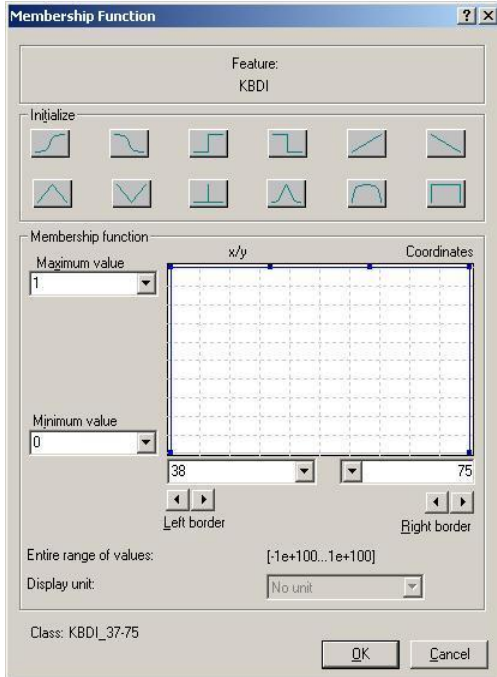 Membership Function
Feature:
KBDI
Initialize
Membership function
x/y Coordinates
Maximum value
1
Minimum value
0
38 75
Left border Right border
Entire range of values: [-1e+100...1e+100]
Display unit: No unit
Class: KBDI_37-75
OK Cancel